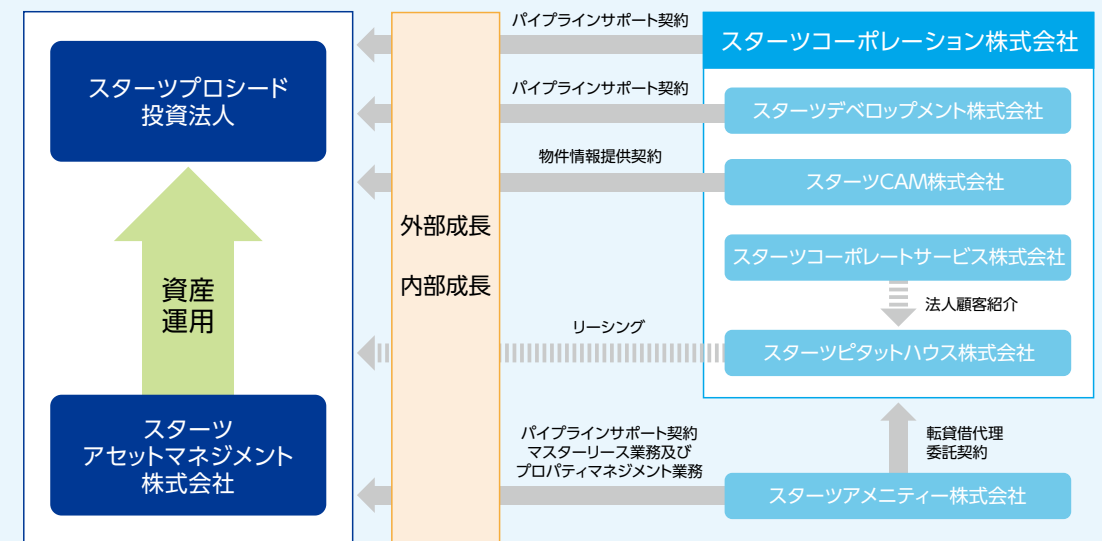 スターツプロシード
投資法人
資産
運用
スターツ
アセットマネジメント
株式会社
外部成長
内部成長
パイプラインサポート契約
パイプラインサポート契約
物件情報提供契約
リーシング
パイプラインサポート契約
マスターリース業務及び
プロパティマネジメント業務
スターツコーポレーション株式会社
スターツデベロップメント株式会社
スターツCAM株式会社
スターツコーポレートサービス株式会社
法人顧客紹介
スターツピタットハウス株式会社
転貸借代理
委託契約
スターツアメニティー株式会社